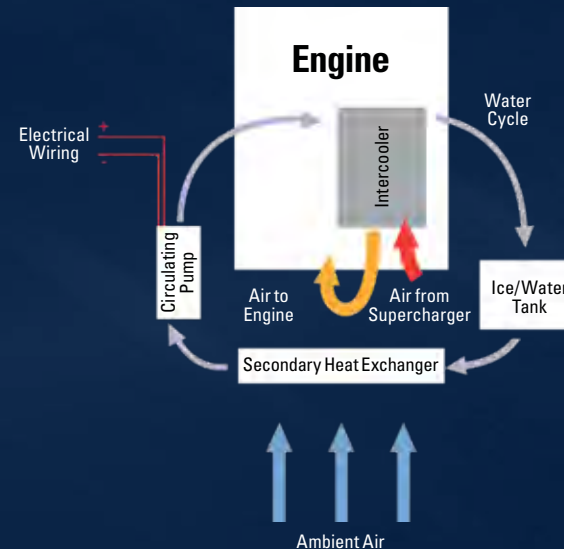 Engine
Water
Cycle
Electrical
Wiring
+
-
Intercooler
Circulating
Pump
Air to
Engine
Air from
Supercharger
Ice/Water
Tank
Secondary Heat Exchanger
Ambient Air